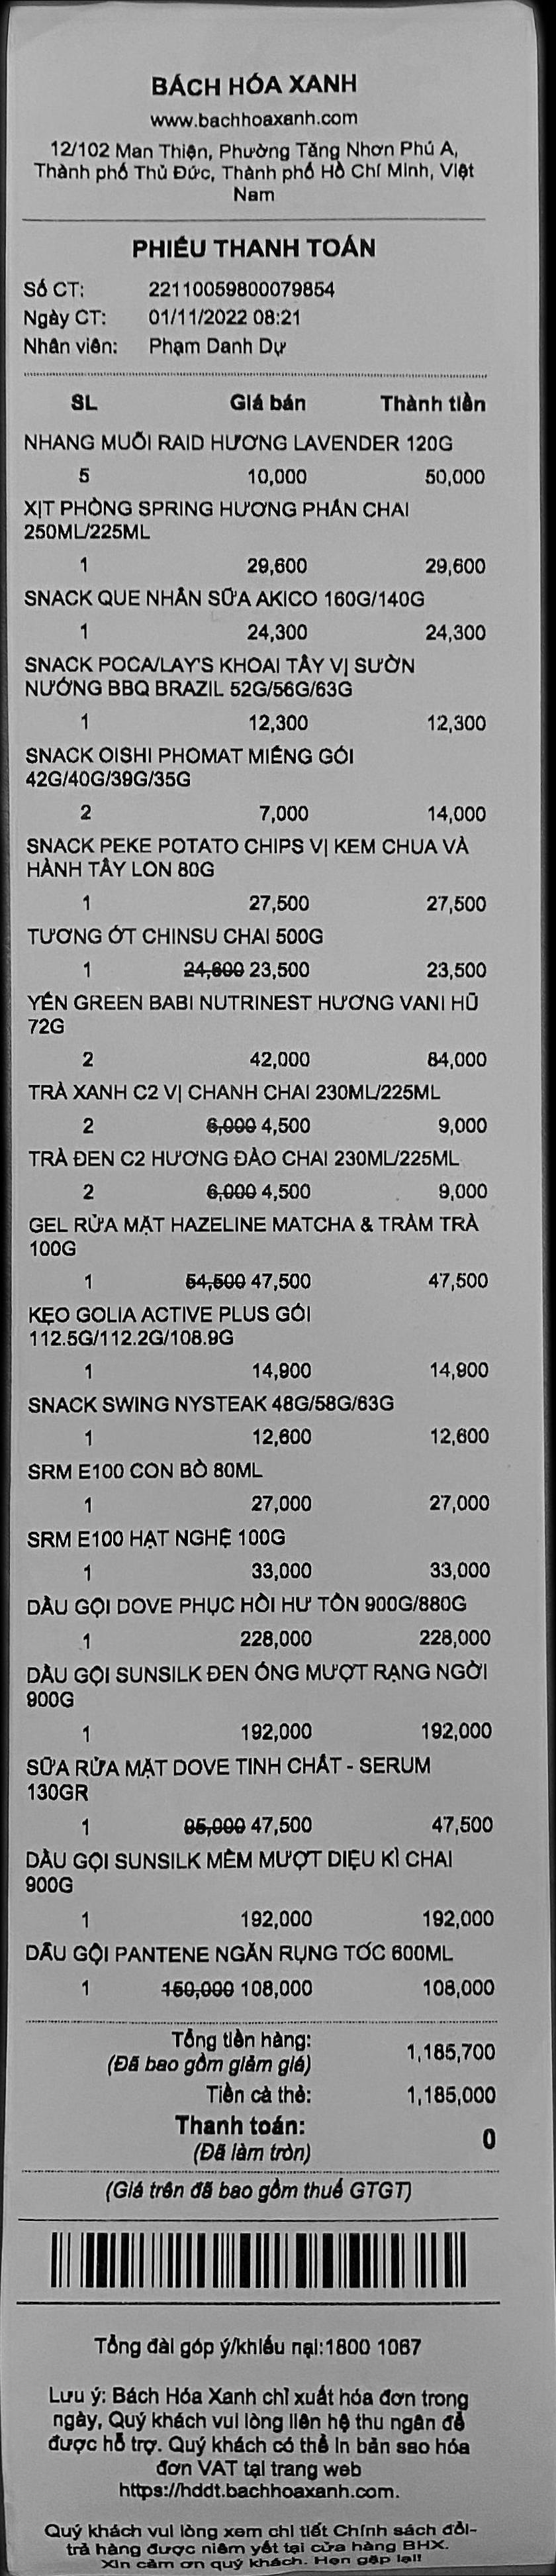 BÁCH HÓA XANH
www.bachhoaxanh.com
12/102 Man Thiện, Phường Tăng Nhơn Phú A,
Thành phố Thủ Đức, Thành phố Hồ Chí Minh, Việt
Nam
PHIẾU THANH TOÁN
Số CT: 22110059800079854
Ngày CT: 01/11/2022 08:21
Nhân viên: Phạm Danh Dự
SL Giá bán Thành tiền
NHANG MUỖI RAID HƯƠNG LAVENDER 120G
5 10,000 50,000
XỊT PHÒNG SPRING HƯƠNG PHẤN CHAI
250ML/225ML
1 29,600 29,600
SNACK QUE NHÂN SỮA AKICO 160G/140G
1 24,300 24,300
SNACK POCA/LAY'S KHOAI TÂY VỊ SƯỜN
NƯỚNG BBQ BRAZIL 52G/56G/63G
1 12,300 12,300
SNACK OISHI PHOMAT MIẾNG GÓI
42G/40G/39G/35G
2 7,000 14,000
SNACK PEKE POTATO CHIPS VỊ KEM CHUA VÀ
HÀNH TÂY LON 80G
1 27,500 27,500
TƯƠNG ỚT CHINSU CHAI 500G
1 24,600 23,500 23,500
YẾN GREEN BABI NUTRINEST HƯƠNG VANI HŨ
72G
2 42,000 84,000
TRÀ XANH C2 VỊ CHANH CHAI 230ML/225ML
2 6,000 4,500 9,000
TRÀ ĐEN C2 HƯƠNG ĐÀO CHAI 230ML/225ML
2 6,000 4,500 9,000
GEL RỬA MẶT HAZELINE MATCHA & TRÀM TRÀ
100G
1 54,500 47,500 47,500
KẸO GOLIA ACTIVE PLUS GÓI
112.5G/112.2G/108.9G
1 14,900 14,900
SNACK SWING NYSTEAK 48G/58G/63G
1 12,600 12,600
SRM E100 CON BÒ 80ML
1 27,000 27,000
SRM E100 HẠT NGHỆ 100G
1 33,000 33,000
DẦU GỘI DOVE PHỤC HỒI HƯ TỔN 900G/880G
1 228,000 228,000
DẦU GỘI SUNSILK ĐEN ÓNG MƯỢT RẠNG NGỜI
900G
1 192,000 192,000
SỮA RỬA MẶT DOVE TINH CHẤT - SERUM
130GR
1 95,000 47,500 47,500
DẦU GỘI SUNSILK MỀM MƯỢT DIỆU KÌ CHAI
900G
1 192,000 192,000
DẦU GỘI PANTENE NGĂN RỤNG TÓC 600ML
1 150,000 108,000 108,000
Tổng tiền hàng: 1,185,700
(Đã bao gồm giảm giá)
Tiền cà thẻ: 1,185,000
Thanh toán: 0
(Đã làm tròn)
(Giá trên đã bao gồm thuế GTGT)
Tổng đài góp ý/khiếu nại:1800 1067
Lưu ý: Bách Hóa Xanh chỉ xuất hóa đơn trong
ngày, Quý khách vui lòng liên hệ thu ngân để
được hỗ trợ. Quý khách có thể in bản sao hóa
đơn VAT tại trang web
https://hddt.bachhoaxanh.com.
Quý khách vui lòng xem chi tiết Chính sách đổi-
trả hàng được niêm yết tại cửa hàng BHX.
Xin cảm ơn quý khách. Hẹn gặp lại!